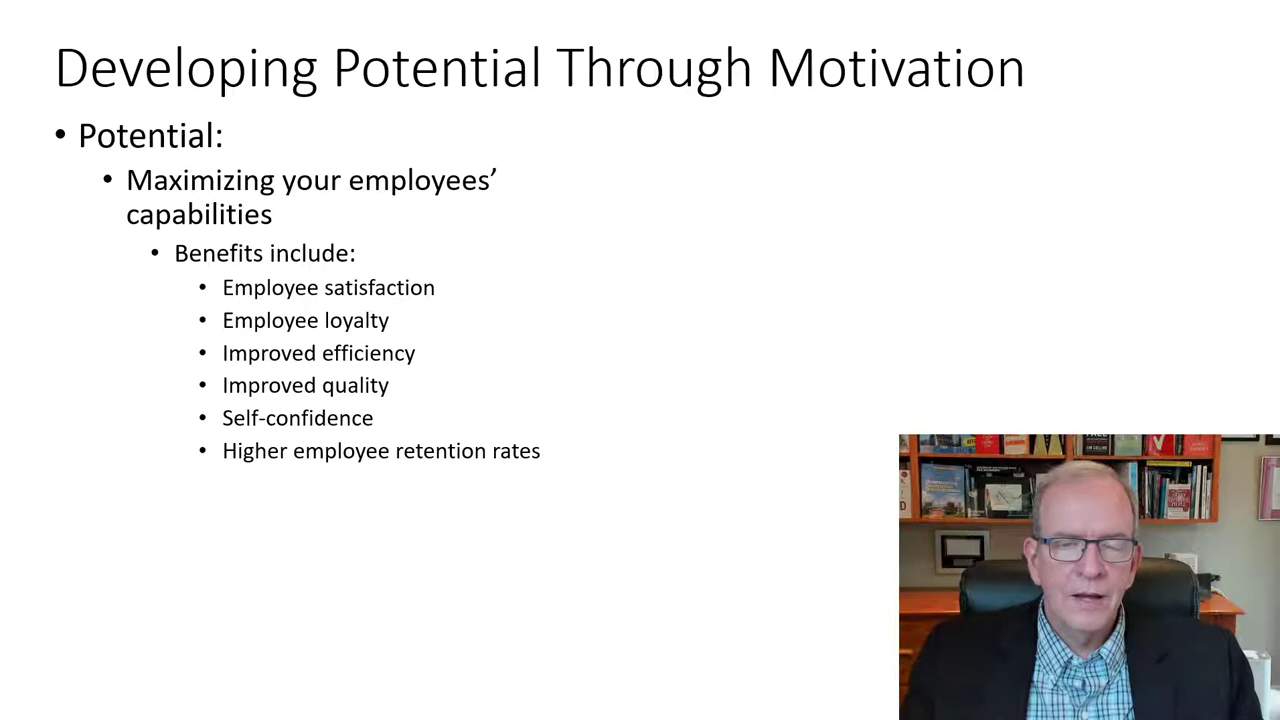 Developing Potential Through Motivation
• Potential:
• Maximizing your employees’
capabilities
• Benefits include:
• Employee satisfaction
• Employee loyalty
• Improved efficiency
• Improved quality
• Self-confidence
• Higher employee retention rates